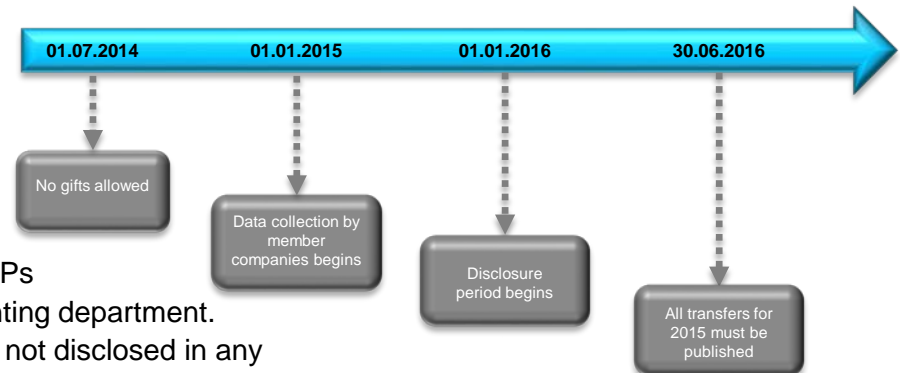 01.07.2014 01.01.2015 01.01.2016 30.06.2016
No gifts allowed
Data collection by
member
companies begins
Disclosure
period begins
All transfers for
2015 must be
published
Ps
ting department.
not disclosed in any